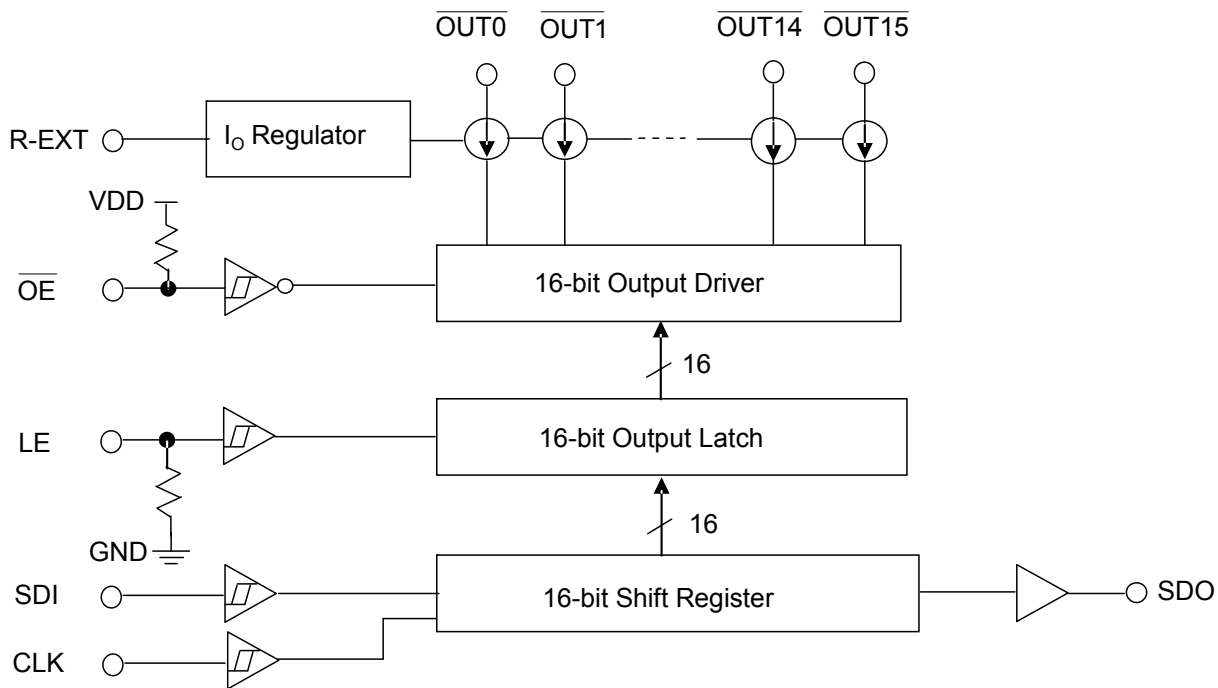 OUT0 OUT1 OUT14 OUT15
R-EXT
IO Regulator
VDD
OE
16-bit Output Driver
16
LE
16-bit Output Latch
16
GND
SDI
16-bit Shift Register
SDO
CLK